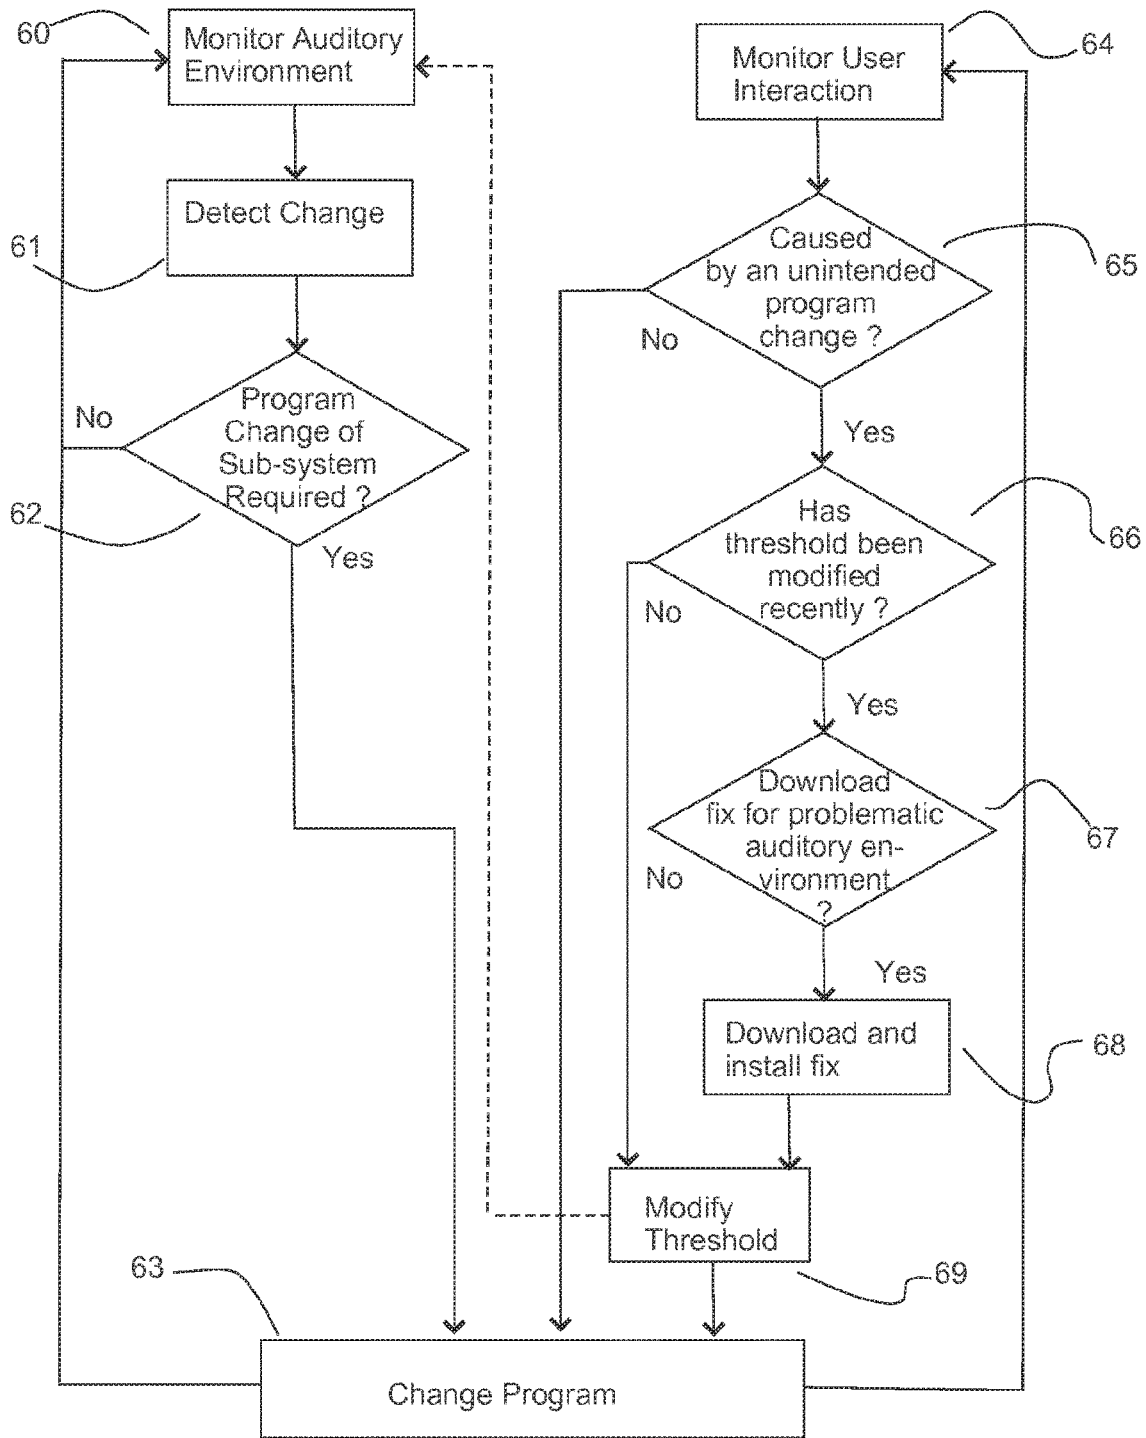 60
Monitor Auditory
Environment
Detect Change
61
Program
Change of
Sub-system
Required ?
No
62
Yes
64
Monitor User
Interaction
Caused
by an unintended
program
change ?
65
No
Yes
Has
threshold been
modified
recently ?
66
No
Yes
Download
fix for problematic
auditory en-
vironment
?
67
No
Yes
Download and
install fix
68
Modify
Threshold
69
63
Change Program